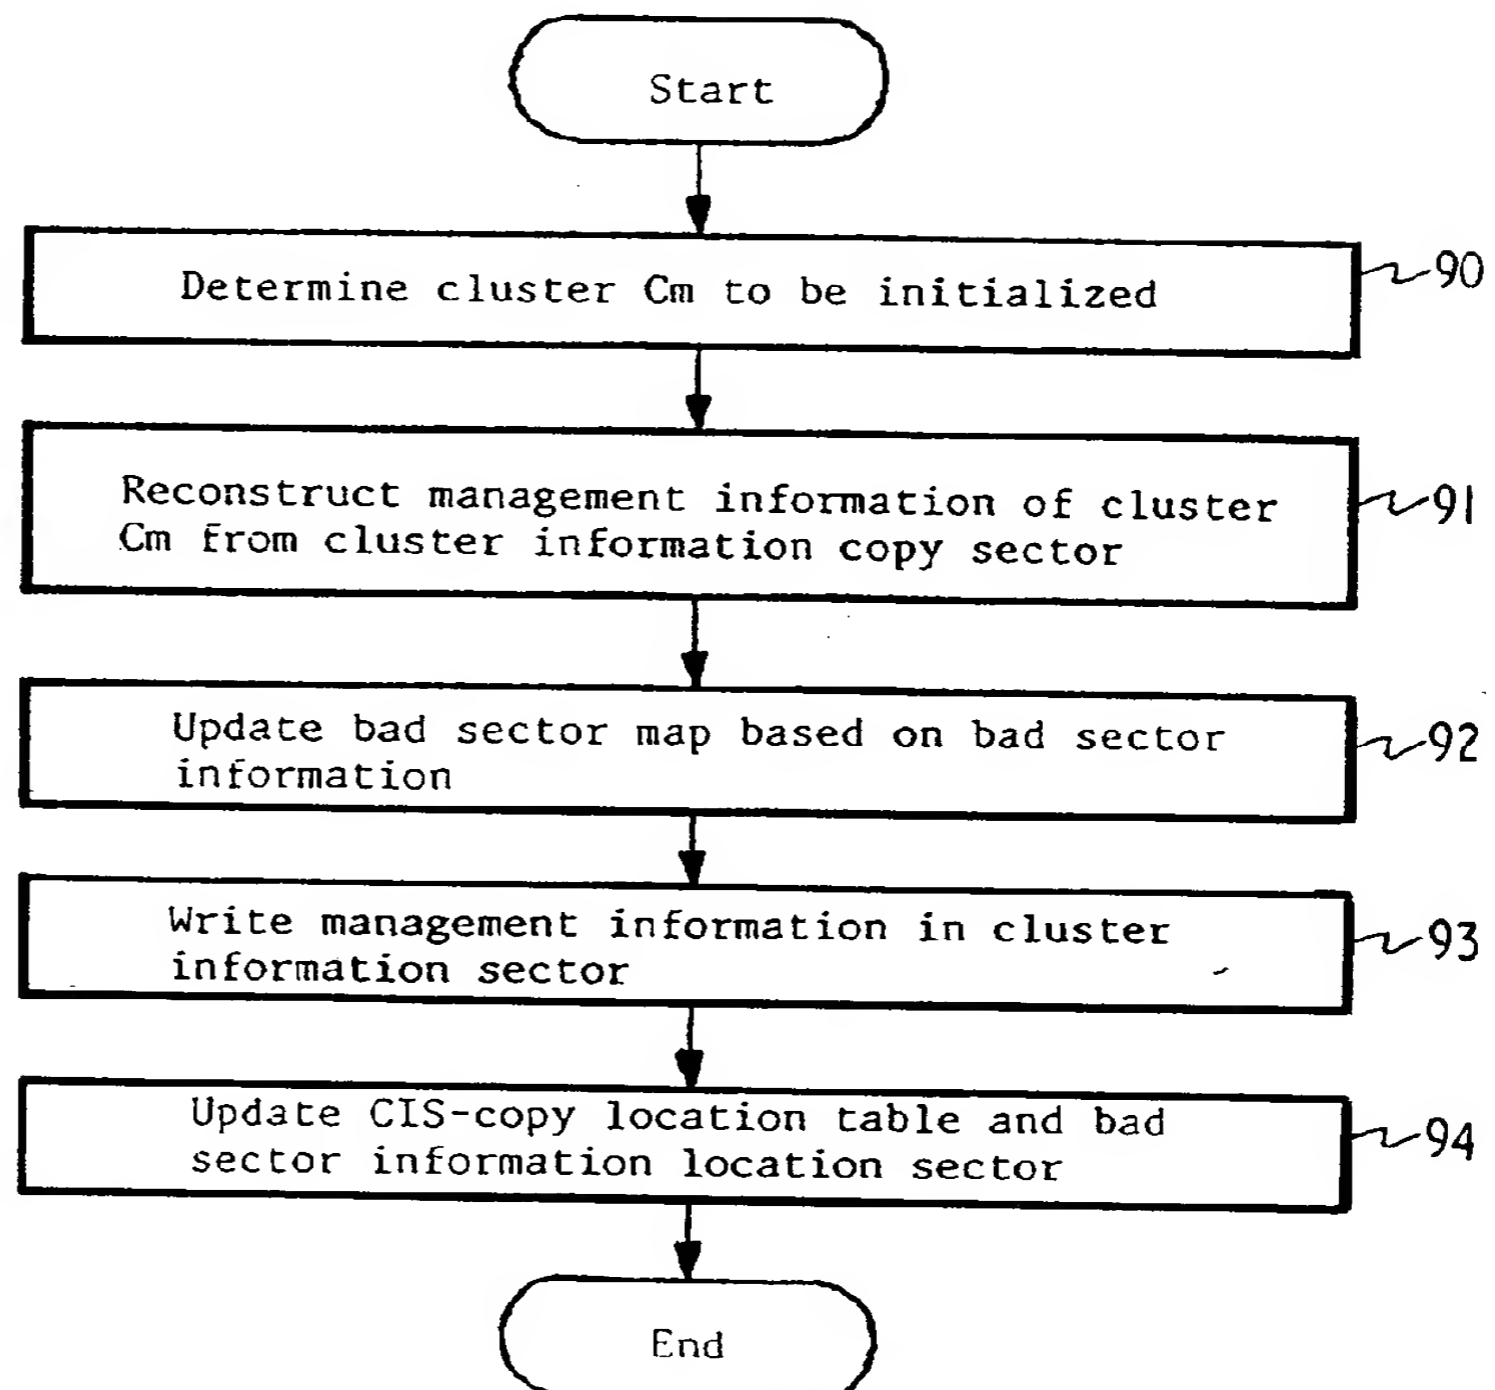 Start
Determine cluster Cm to be initialized
90
Reconstruct management information of cluster
Cm from cluster information copy sector
91
Update bad sector map based on bad sector
information
92
Write management information in cluster
information sector
93
Update CIS-copy location table and bad
sector information location sector
94
End